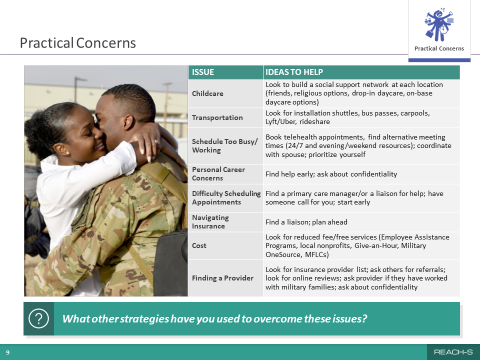 Practical Concerns
Practical Concerns
ISSUE IDEAS TO HELP
Childcare
Look to build a social support network at each location
(friends, religious options, drop-in daycare, on-base
daycare options)
Transportation
Look for installation shuttles, bus passes, carpools,
Lyft/Uber, rideshare
Schedule Too Busy/
Working
Book telehealth appointments, find alternative meeting
times (24/7 and evening/weekend resources); coordinate
with spouse; prioritize yourself
Personal Career
Concerns
Find help early; ask about confidentiality
Difficulty Scheduling
Appointments
Find a primary care manager/or a liaison for help; have
someone call for you; start early
Navigating
Insurance
Find a liaison; plan ahead
Cost
Look for reduced fee/free services (Employee Assistance
Programs, local nonprofits, Give-an-Hour, Military
OneSource, MFLCs)
Finding a Provider
Look for insurance provider list; ask others for referrals;
look for online reviews; ask provider if they have worked
with military families; ask about confidentiality
? What other strategies have you used to overcome these issues?
9 REACH-S